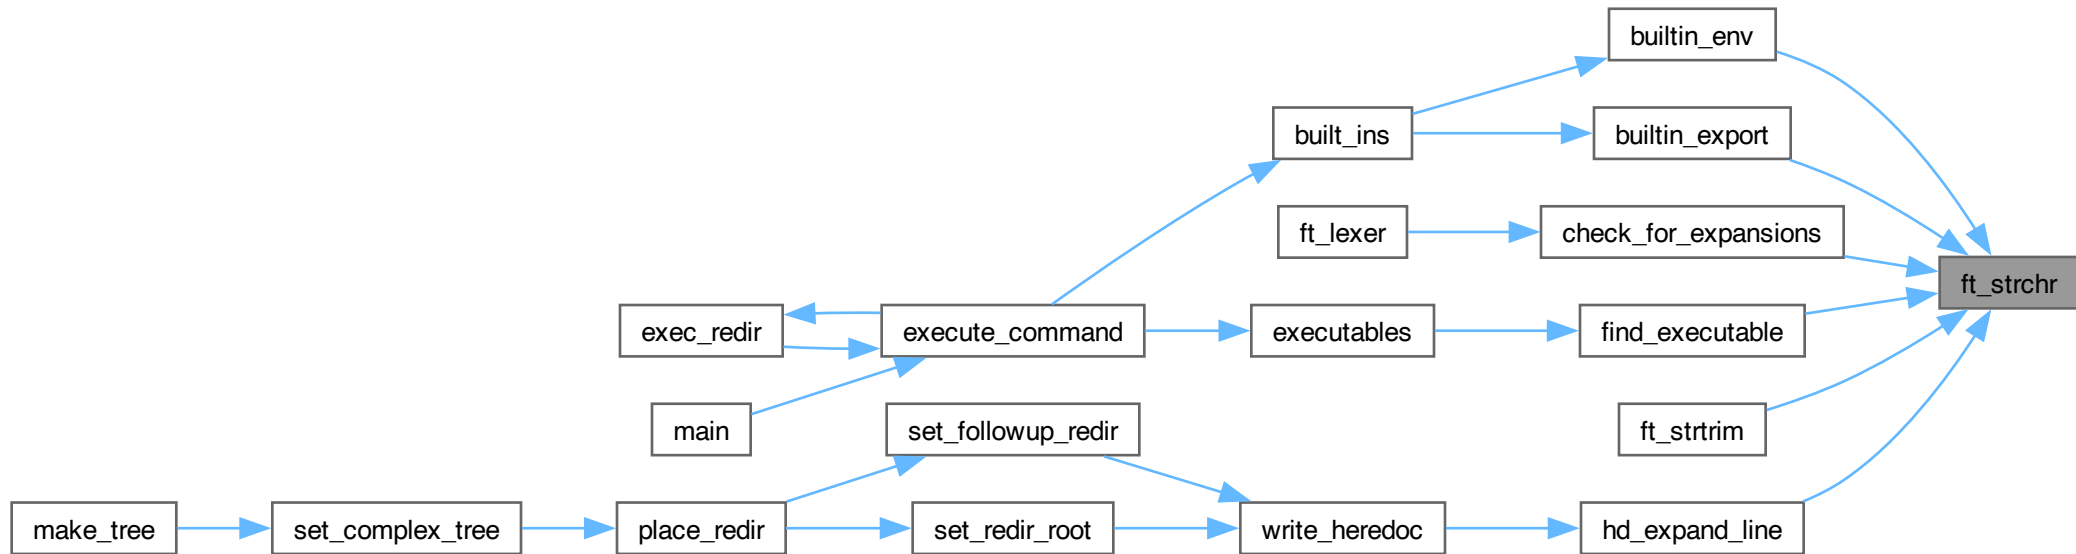 builtin_env
built_ins
builtin_export
ft_lexer
check_for_expansions
ft_strchr
exec_redir
execute_command
executables
find_executable
main
set_followup_redir
ft_strtrim
make_tree
set_complex_tree
place_redir
set_redir_root
write_heredoc
hd_expand_line